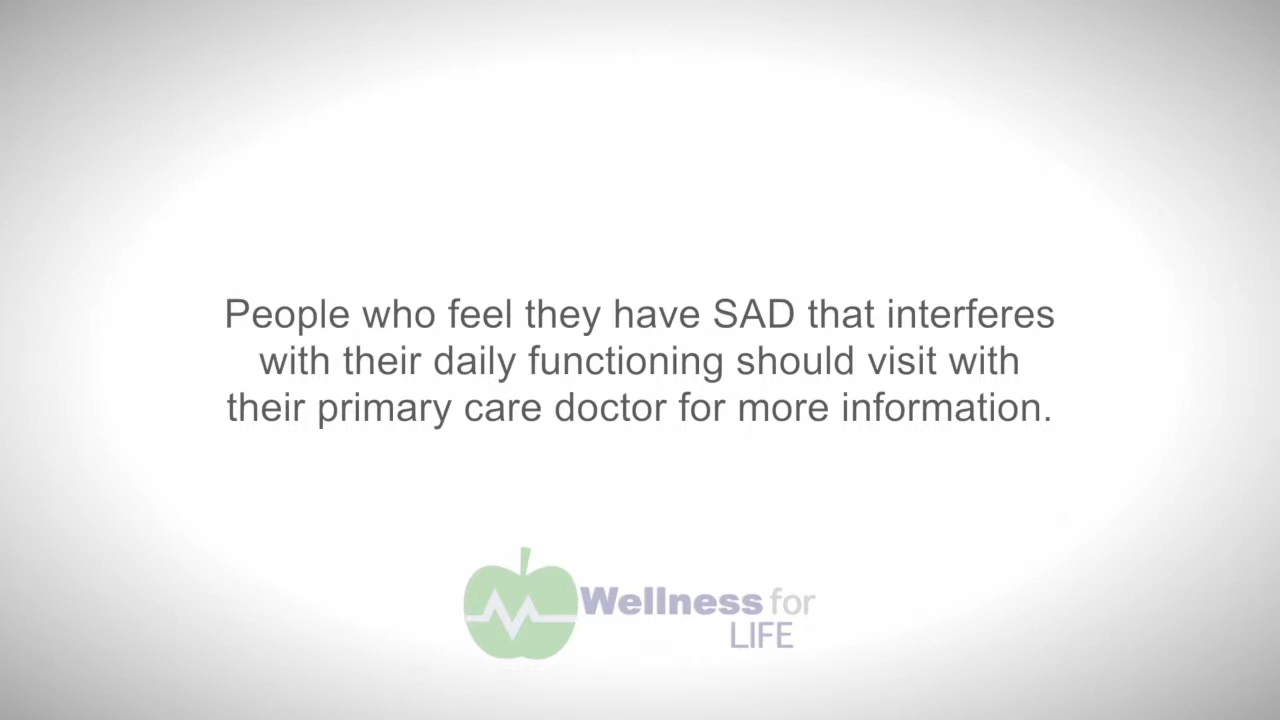 People who feel they have SAD that interferes
with their daily functioning should visit with
their primary care doctor for more information.
Wellness for
LIFE